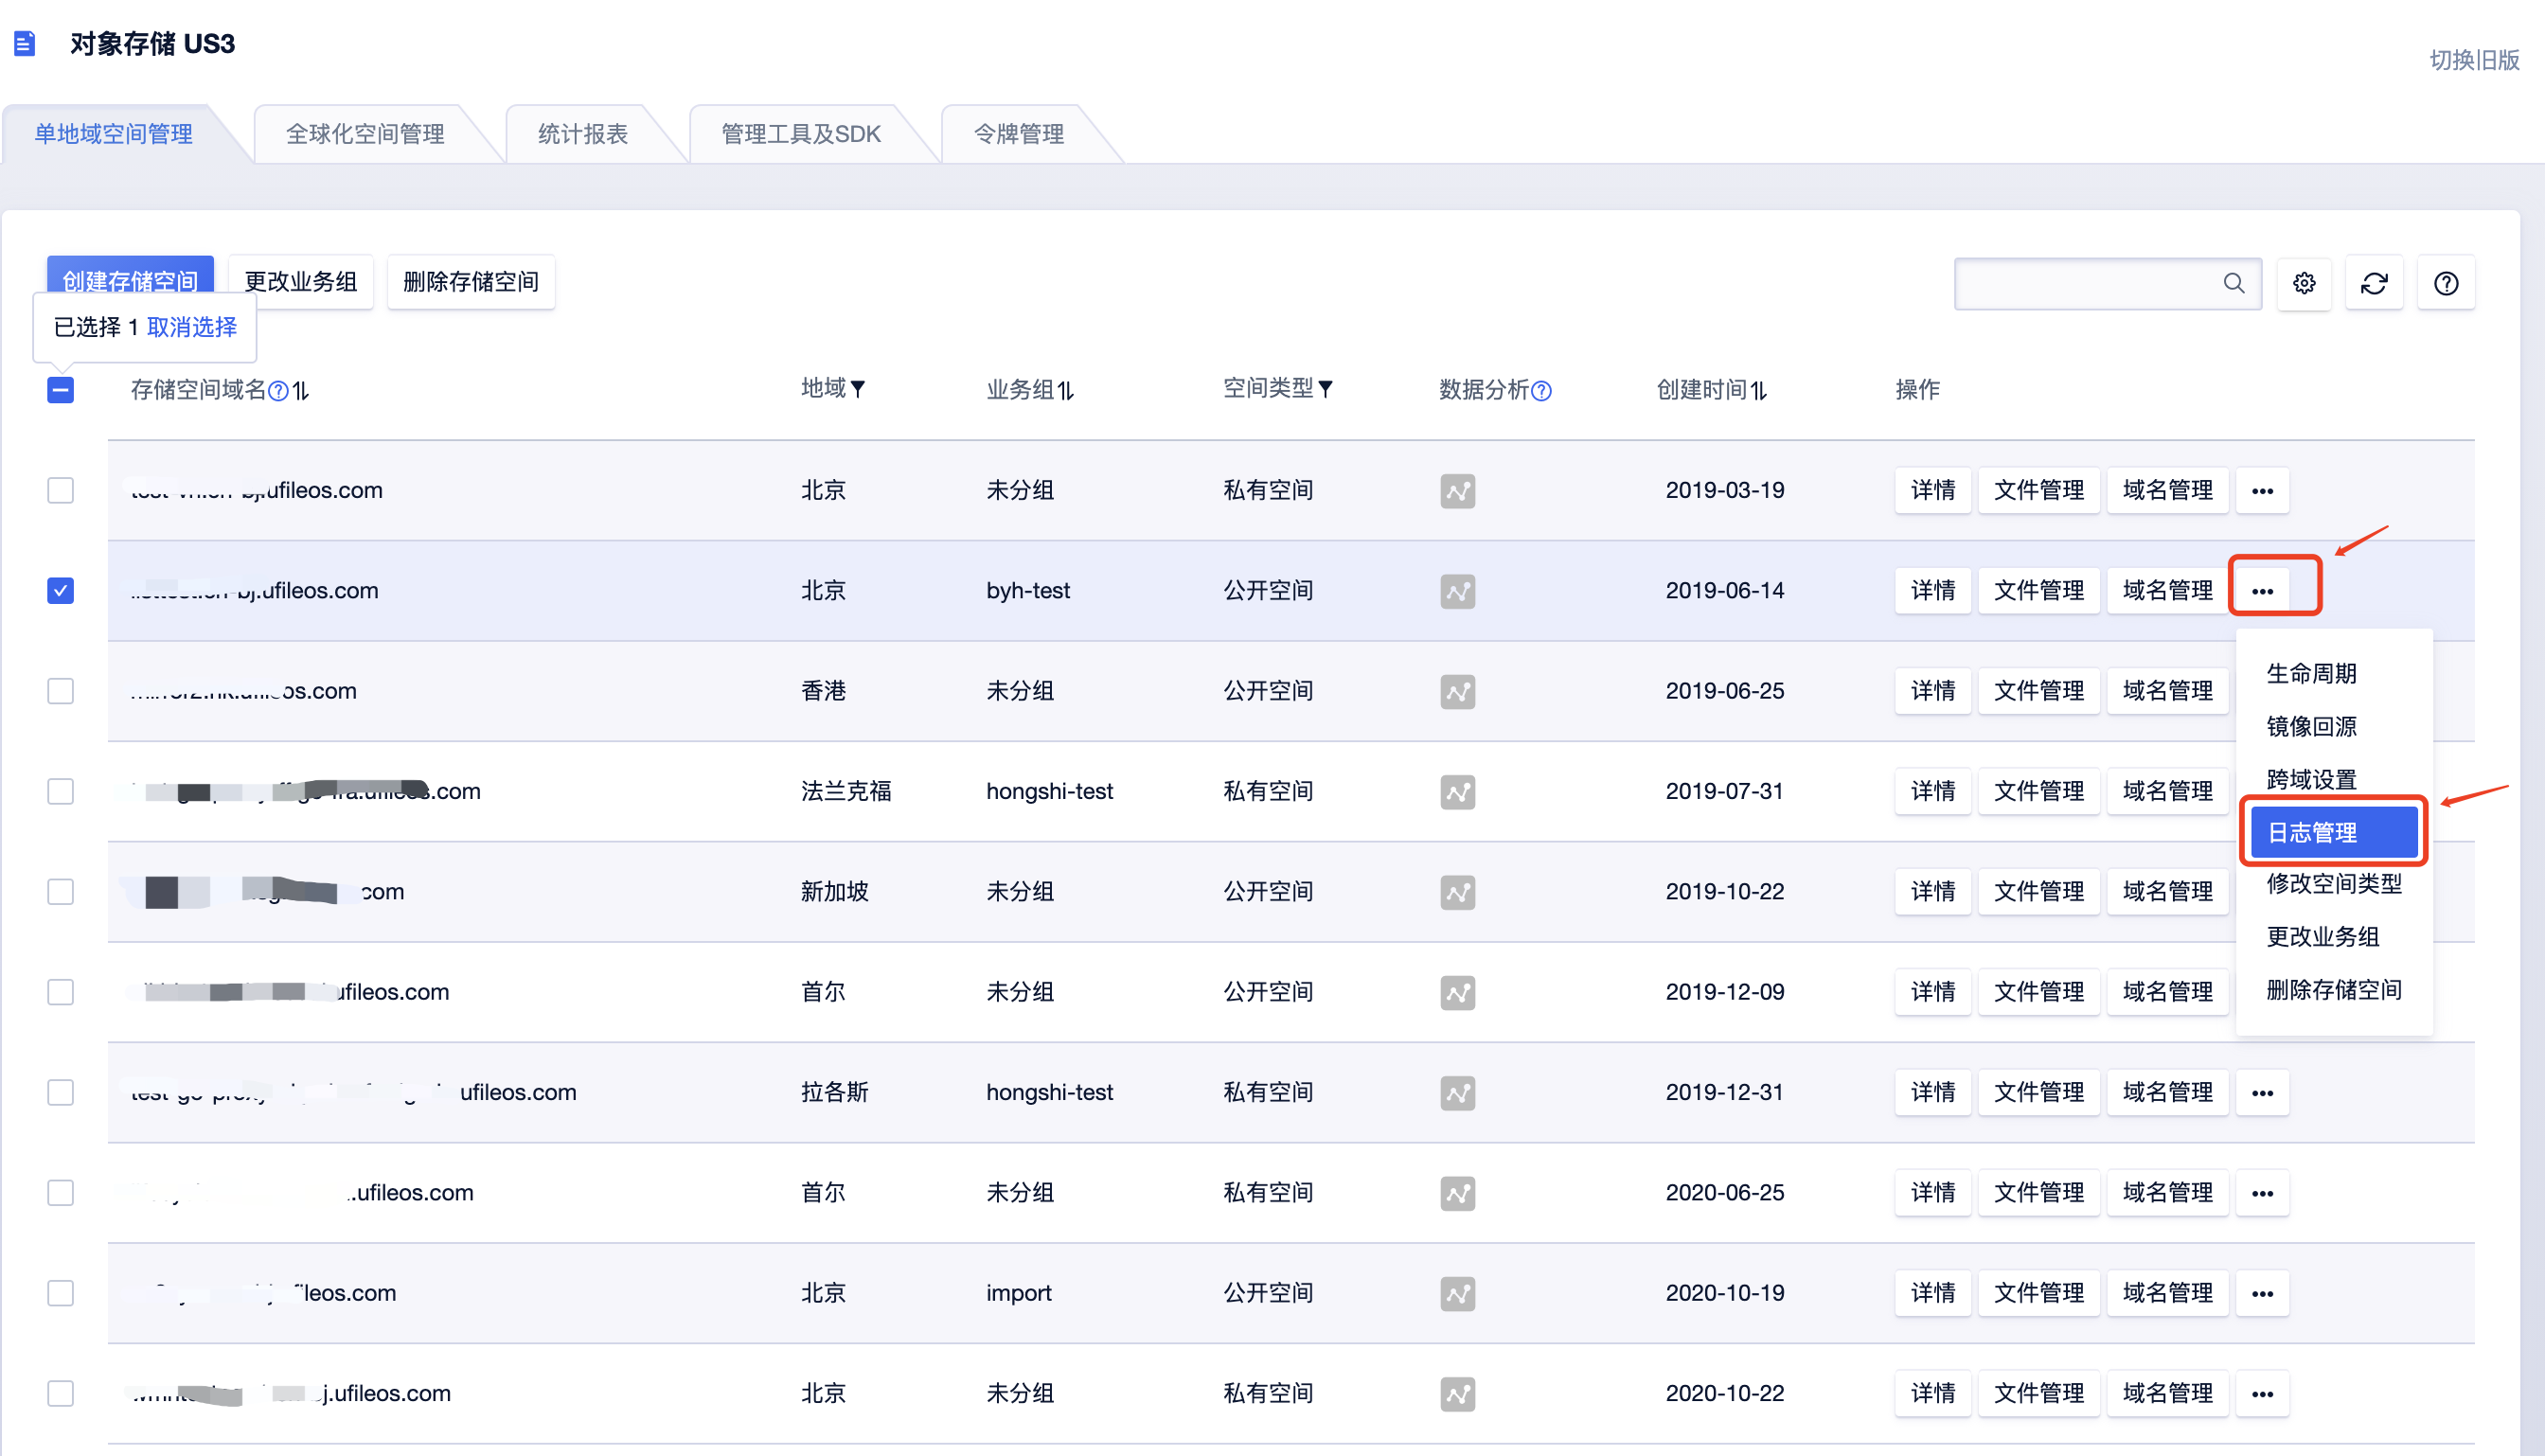 对象存储 US3
切换旧版
单地域空间管理 全球化空间管理 统计报表 管理工具及SDK 令牌管理
创建存储空间 更改业务组 删除存储空间
已选择 1 取消选择
存储空间域名 地域 业务组 空间类型 数据分析 创建时间 操作
ufileos.com 北京 未分组 私有空间 2019-03-19 详情 文件管理 域名管理 •••
.ufileos.com 北京 byh-test 公开空间 2019-06-14 详情 文件管理 域名管理 •••
os.com 香港 未分组 公开空间 2019-06-25 详情 文件管理 域名管理
.com 法兰克福 hongshi-test 私有空间 2019-07-31 详情 文件管理 域名管理
com 新加坡 未分组 公开空间 2019-10-22 详情 文件管理 域名管理
ufileos.com 首尔 未分组 公开空间 2019-12-09 详情 文件管理 域名管理
生命周期
镜像回源
跨域设置
日志管理
修改空间类型
更改业务组
删除存储空间
ufileos.com 拉各斯 hongshi-test 私有空间 2019-12-31 详情 文件管理 域名管理 •••
.ufileos.com 首尔 未分组 私有空间 2020-06-25 详情 文件管理 域名管理 •••
leos.com 北京 import 公开空间 2020-10-19 详情 文件管理 域名管理 •••
j.ufileos.com 北京 未分组 私有空间 2020-10-22 详情 文件管理 域名管理 •••